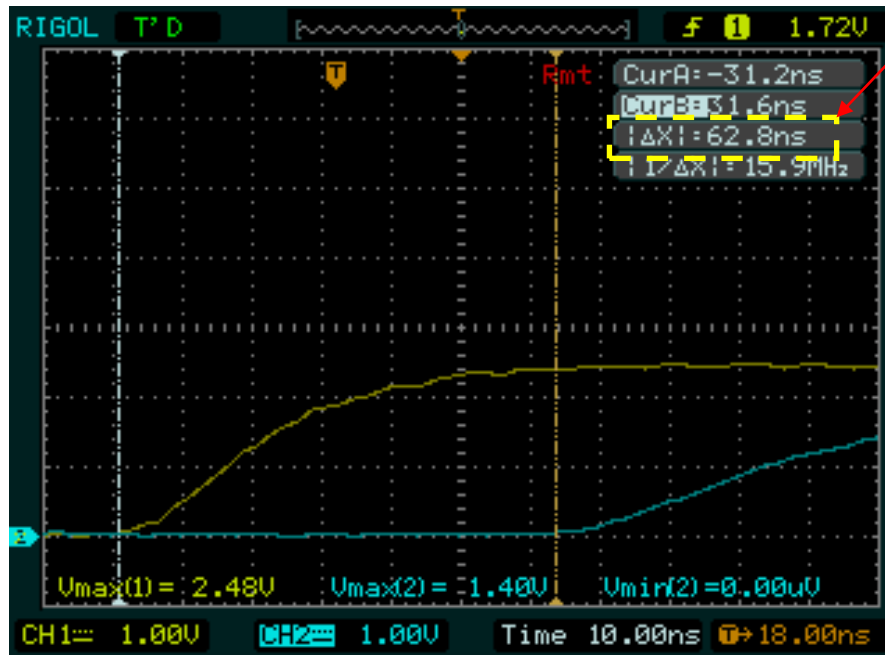 RIGOL T'D T f 1 1.72V
T
Rmt CurA:-31.2ns
CurB:31.6ns
|ΔX|:62.8ns
|1/ΔX|:15.9MHz
2
Vmax(1)= 2.48V Vmax(2)= 1.40V Vmin(2)=0.00uV
CH1 1.00V CH2 1.00V Time 10.00ns T→18.00ns